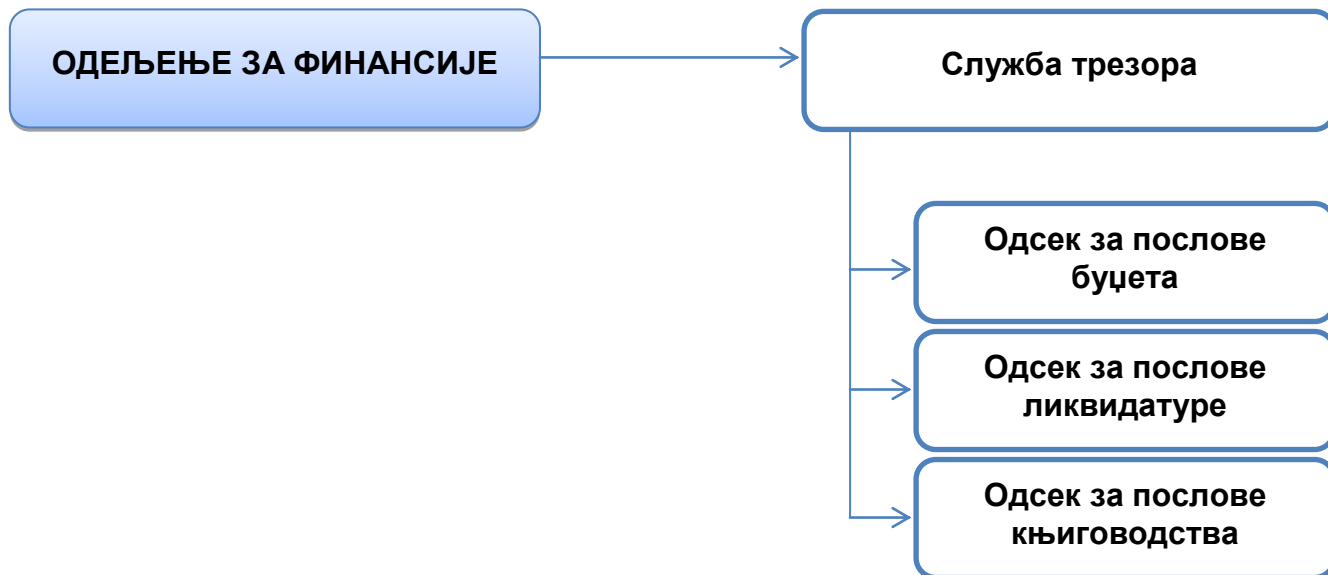 ОДЕЉЕЊЕ ЗА ФИНАНСИЈЕ
Служба трезора
Одсек за послове
буџета
Одсек за послове
ликвидатуре
Одсек за послове
књиговодства